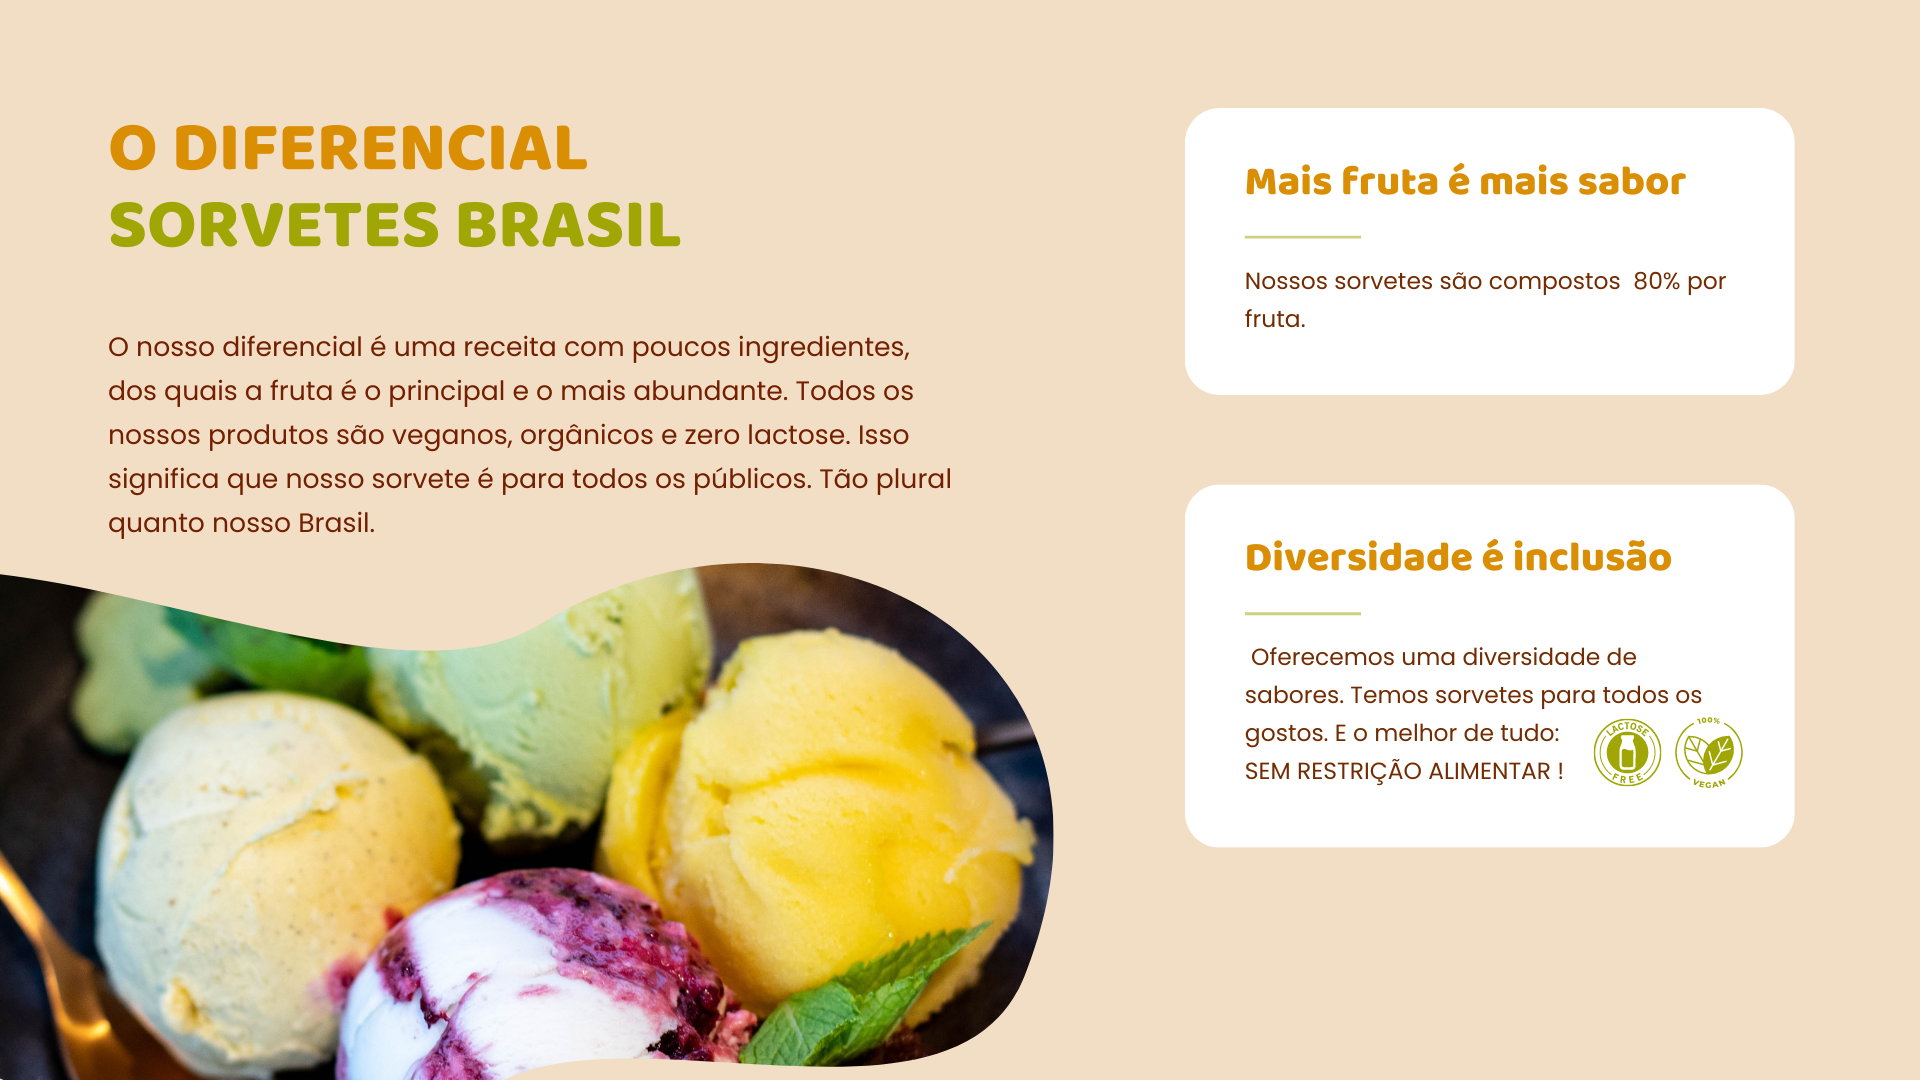 O DIFERENCIAL
SORVETES BRASIL
O nosso diferencial é uma receita com poucos ingredientes,
dos quais a fruta é o principal e o mais abundante. Todos os
nossos produtos são veganos, orgânicos e zero lactose. Isso
significa que nosso sorvete é para todos os públicos. Tão plural
quanto nosso Brasil.
Mais fruta é mais sabor
Nossos sorvetes são compostos  80% por
fruta.
Diversidade é inclusão
Oferecemos uma diversidade de
sabores. Temos sorvetes para todos os
gostos. E o melhor de tudo:
SEM RESTRIÇÃO ALIMENTAR !
LACTOSE
FREE
100%
VEGAN